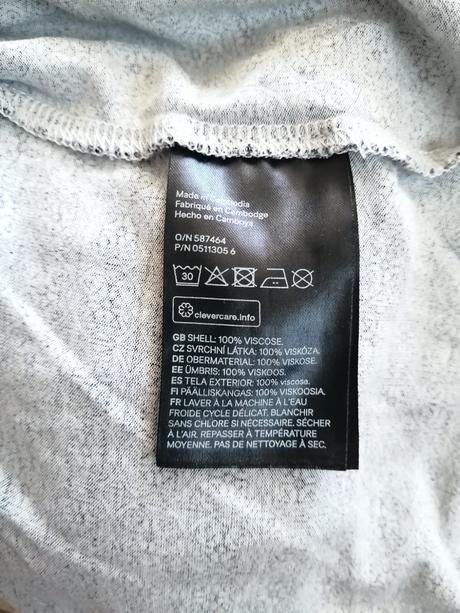 Made in Cambodia
Fabriqué en Cambodge
Hecho en Camboya
O/N 587464
P/N 0511305 6
30
clevercare.info
GB SHELL: 100% VISCOSE.
CZ SVRCHNÍ LÁTKA: 100% VISKÓZA.
DE OBERMATERIAL: 100% VISKOSE.
EE ÜMBRIS: 100% VISKOOS.
ES TELA EXTERIOR: 100% viscosa.
FI PÄÄLLISKANGAS: 100% VISKOOSIA.
FR LAVER À LA MACHINE À L'EAU
FROIDE CYCLE DÉLICAT. BLANCHIR
SANS CHLORE SI NÉCESSAIRE. SÉCHER
À L'AIR. REPASSER À TEMPÉRATURE
MOYENNE. PAS DE NETTOYAGE À SEC.